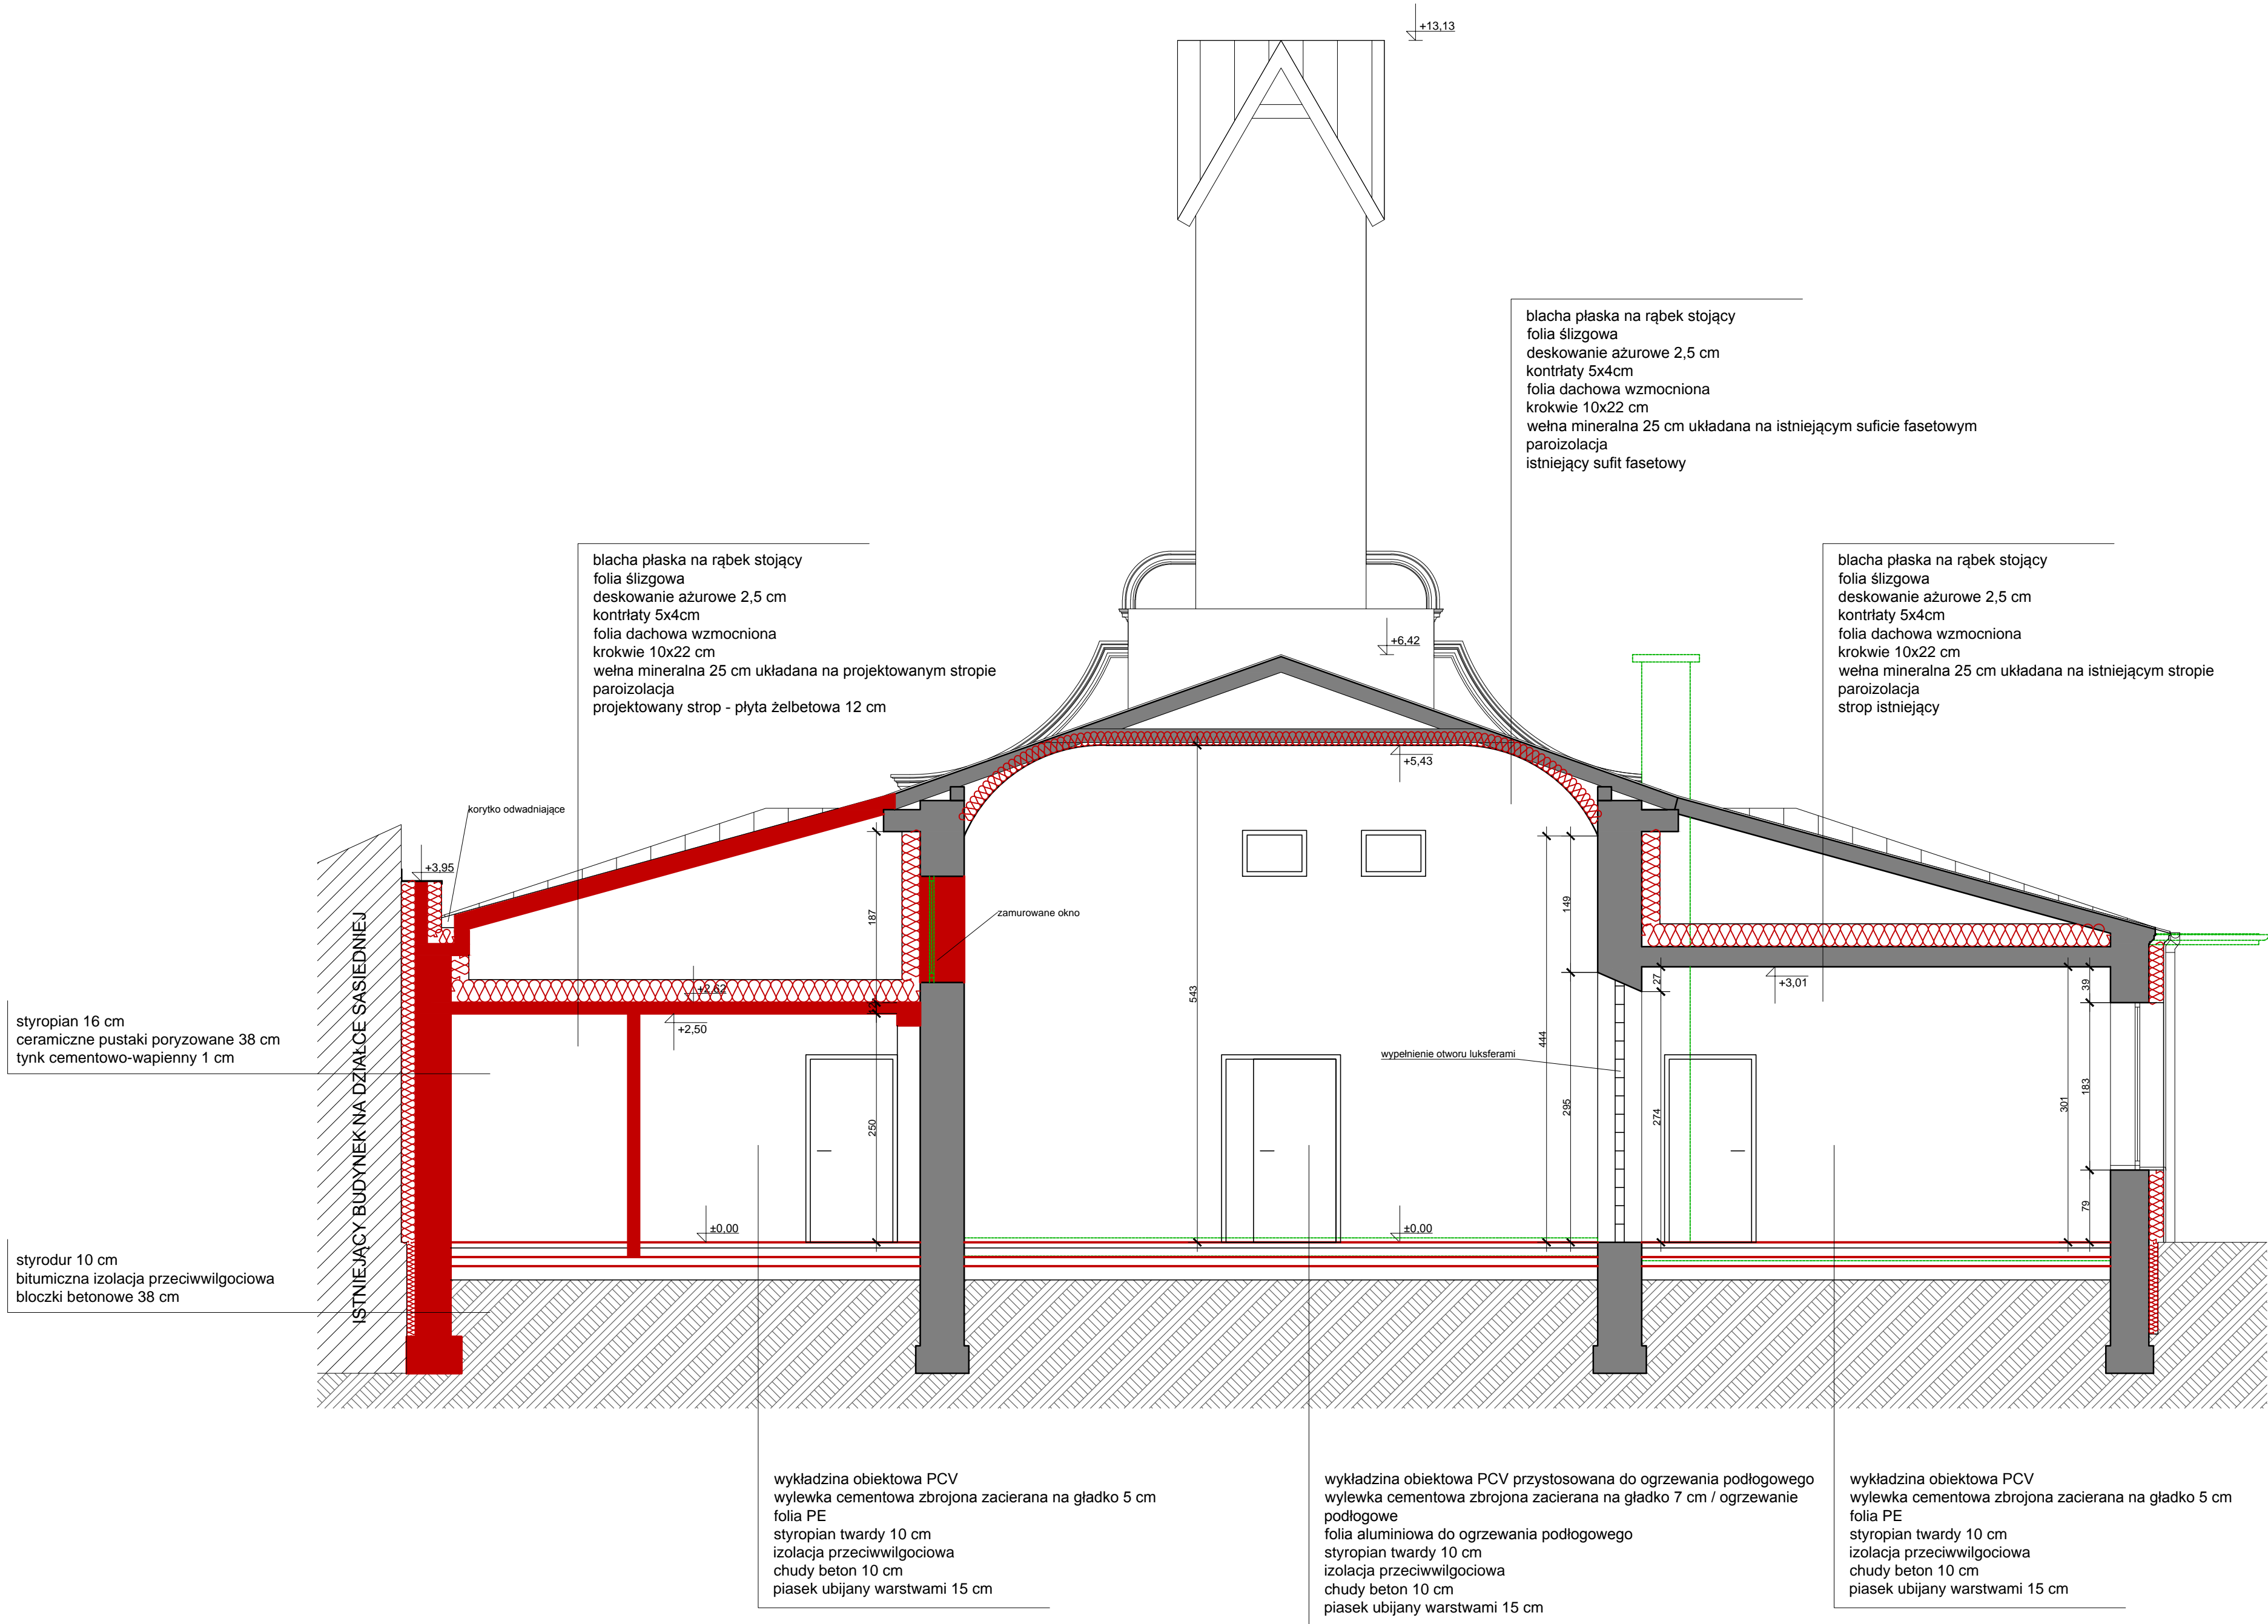 +13,13
blacha płaska na rąbek stojący
folia ślizgowa
deskowanie ażurowe 2,5 cm
kontrłaty 5x4cm
folia dachowa wzmocniona
krokwie 10x22 cm
wełna mineralna 25 cm układana na istniejącym suficie fasetowym
paroizolacja
istniejący sufit fasetowy
blacha płaska na rąbek stojący
folia ślizgowa
deskowanie ażurowe 2,5 cm
kontrłaty 5x4cm
folia dachowa wzmocniona
krokwie 10x22 cm
wełna mineralna 25 cm układana na projektowanym stropie
paroizolacja
projektowany strop - płyta żelbetowa 12 cm
blacha płaska na rąbek stojący
folia ślizgowa
deskowanie ażurowe 2,5 cm
kontrłaty 5x4cm
folia dachowa wzmocniona
krokwie 10x22 cm
wełna mineralna 25 cm układana na istniejącym stropie
paroizolacja
strop istniejący
+6,42
+5,43
korytko odwadniające
+3,95
187
zamurowane okno
149
27
+3,01
39
+2,62
+2,50
543
444
wypełnienie otworu luksferami
295
274
301
183
79
250
±0,00
±0,00
ISTNIEJĄCY BUDYNEK NA DZIAŁCE SĄSIEDNIEJ
styropian 16 cm
ceramiczne pustaki poryzowane 38 cm
tynk cementowo-wapienny 1 cm
styrodur 10 cm
bitumiczna izolacja przeciwwilgociowa
bloczki betonowe 38 cm
wykładzina obiektowa PCV
wylewka cementowa zbrojona zacierana na gładko 5 cm
folia PE
styropian twardy 10 cm
izolacja przeciwwilgociowa
chudy beton 10 cm
piasek ubijany warstwami 15 cm
wykładzina obiektowa PCV przystosowana do ogrzewania podłogowego
wylewka cementowa zbrojona zacierana na gładko 7 cm / ogrzewanie
podłogowe
folia aluminiowa do ogrzewania podłogowego
styropian twardy 10 cm
izolacja przeciwwilgociowa
chudy beton 10 cm
piasek ubijany warstwami 15 cm
wykładzina obiektowa PCV
wylewka cementowa zbrojona zacierana na gładko 5 cm
folia PE
styropian twardy 10 cm
izolacja przeciwwilgociowa
chudy beton 10 cm
piasek ubijany warstwami 15 cm